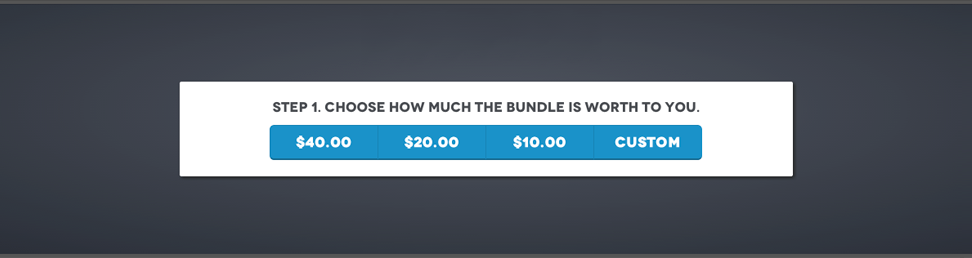 STEP 1. CHOOSE HOW MUCH THE BUNDLE IS WORTH TO YOU.
$40.00 $20.00 $10.00 CUSTOM